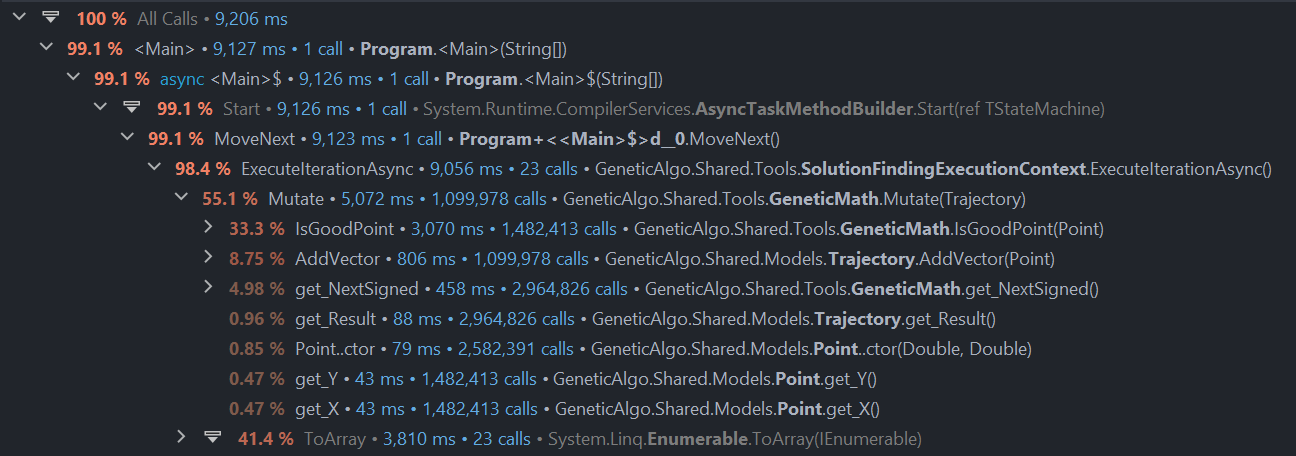 100 % All Calls • 9,206 ms
99.1 % <Main> • 9,127 ms • 1 call • Program.<Main>(String[])
99.1 % async <Main>$ • 9,126 ms • 1 call • Program.<Main>$(String[])
99.1 % Start • 9,126 ms • 1 call • System.Runtime.CompilerServices.AsyncTaskMethodBuilder.Start(ref TStateMachine)
99.1 % MoveNext • 9,123 ms • 1 call • Program+<<Main>$>d__0.MoveNext()
98.4 % ExecuteIterationAsync • 9,056 ms • 23 calls • GeneticAlgo.Shared.Tools.SolutionFindingExecutionContext.ExecuteIterationAsync()
55.1 % Mutate • 5,072 ms • 1,099,978 calls • GeneticAlgo.Shared.Tools.GeneticMath.Mutate(Trajectory)
33.3 % IsGoodPoint • 3,070 ms • 1,482,413 calls • GeneticAlgo.Shared.Tools.GeneticMath.IsGoodPoint(Point)
8.75 % AddVector • 806 ms • 1,099,978 calls • GeneticAlgo.Shared.Models.Trajectory.AddVector(Point)
4.98 % get_NextSigned • 458 ms • 2,964,826 calls • GeneticAlgo.Shared.Tools.GeneticMath.get_NextSigned()
0.96 % get_Result • 88 ms • 2,964,826 calls • GeneticAlgo.Shared.Models.Trajectory.get_Result()
0.85 % Point..ctor • 79 ms • 2,582,391 calls • GeneticAlgo.Shared.Models.Point..ctor(Double, Double)
0.47 % get_Y • 43 ms • 1,482,413 calls • GeneticAlgo.Shared.Models.Point.get_Y()
0.47 % get_X • 43 ms • 1,482,413 calls • GeneticAlgo.Shared.Models.Point.get_X()
41.4 % ToArray • 3,810 ms • 23 calls • System.Linq.Enumerable.ToArray(IEnumerable)